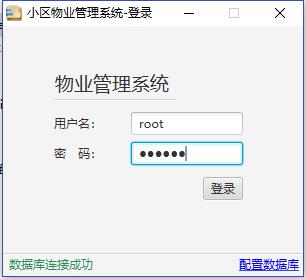 小区物业管理系统-登录
物业管理系统
用户名： root
密 码： ●●●●●●
登录
数据库连接成功 配置数据库